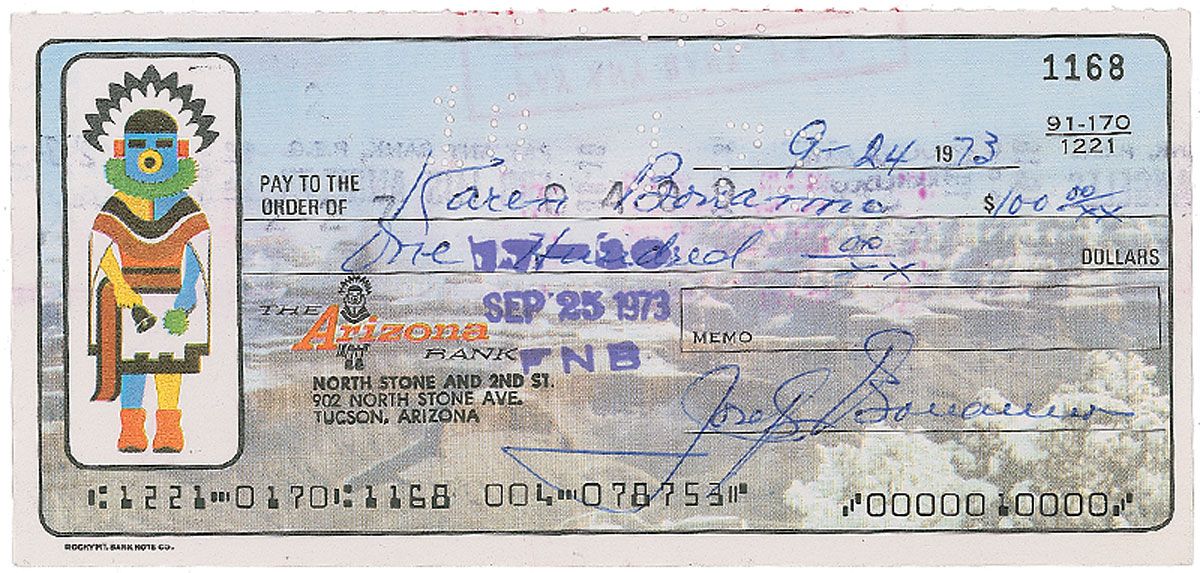 1168
91-170
1221
9-24 1973
PAY TO THE
ORDER OF Karen Bonanno $100 00/xx
One Hundred 00/xx DOLLARS
SEP 25 1973
FNB
THE Arizona BANK
MEMO
NORTH STONE AND 2ND ST.
902 NORTH STONE AVE.
TUCSON, ARIZONA
Joseph Bonanno
⑆1221⑉0170⑆1168 004⑉078753⑈ ⑇0000010000⑇
ROCKY MT. BANK NOTE CO.